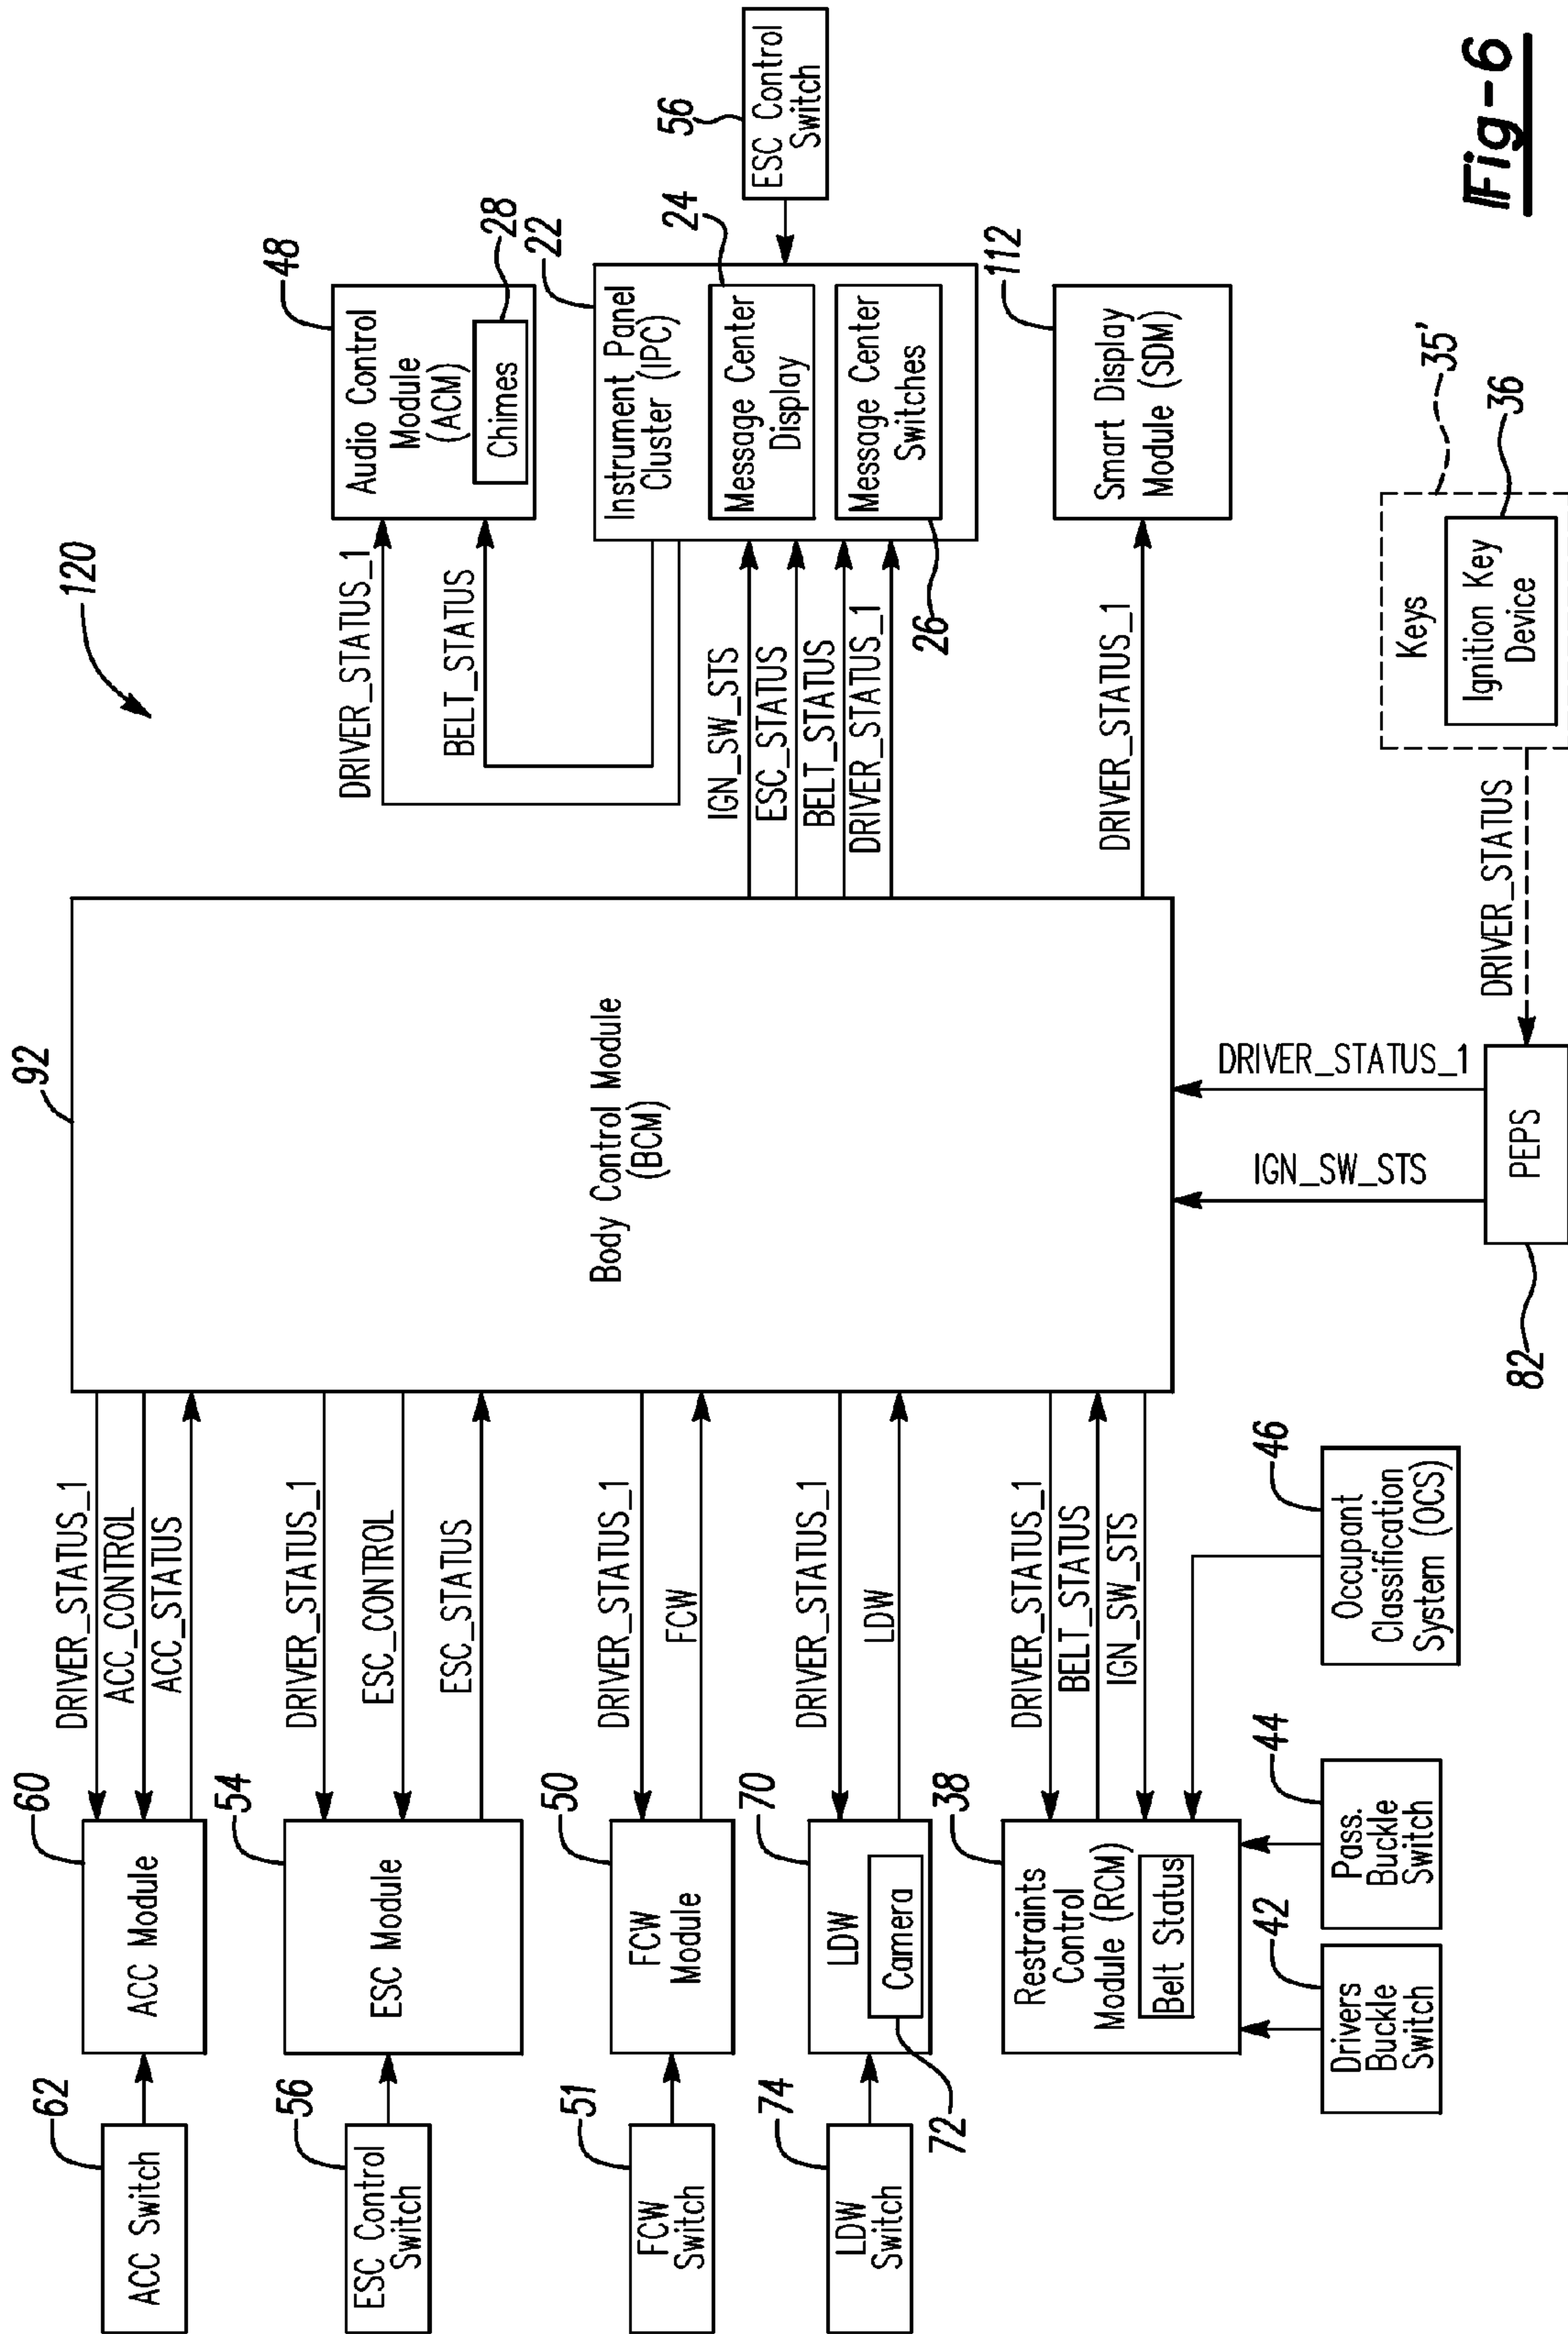 120
92
Body Control Module
(BCM)
62
ACC Switch
60
ACC Module
DRIVER_STATUS_1
ACC_CONTROL
ACC_STATUS
56
ESC Control
Switch
54
ESC Module
DRIVER_STATUS_1
ESC_CONTROL
ESC_STATUS
51
FCW
Switch
50
FCW
Module
DRIVER_STATUS_1
FCW
74
LDW
Switch
70
LDW
Camera
72
DRIVER_STATUS_1
LDW
38
Restraints
Control
Module (RCM)
Belt Status
DRIVER_STATUS_1
BELT_STATUS
IGN_SW_STS
42
Drivers
Buckle
Switch
44
Pass.
Buckle
Switch
46
Occupant
Classification
System (OCS)
DRIVER_STATUS_1
BELT_STATUS
48
Audio Control
Module
(ACM)
Chimes
28
22
Instrument Panel
Cluster (IPC)
24
Message Center
Display
Message Center
Switches
26
IGN_SW_STS
ESC_STATUS
BELT_STATUS
DRIVER_STATUS_1
56
ESC Control
Switch
DRIVER_STATUS_1
112
Smart Display
Module (SDM)
IGN_SW_STS
DRIVER_STATUS_1
82
PEPS
DRIVER_STATUS
35'
Keys
Ignition Key
Device
36
Fig-6